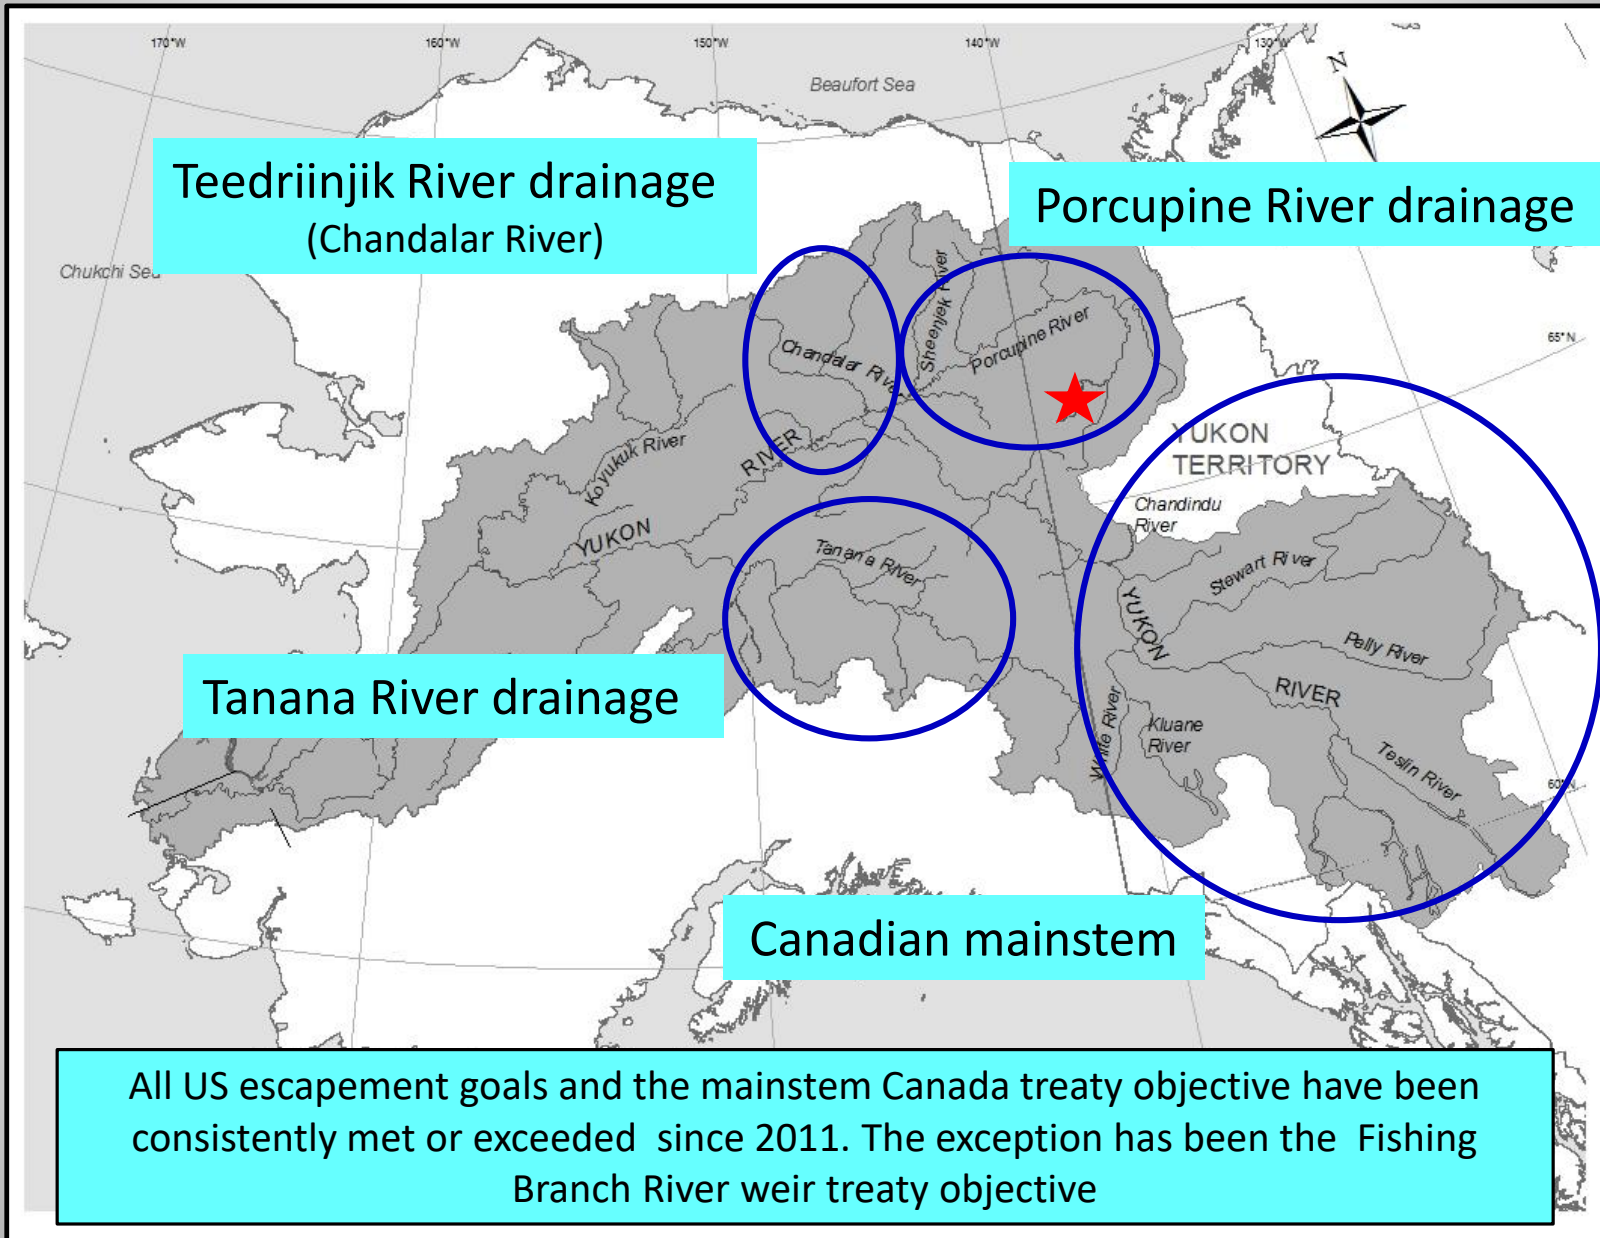 170°W
160°W
150°W
140°W
130°W
N
Beaufort Sea
Teedriinjik River drainage
(Chandalar River)
Porcupine River drainage
Chukchi Sea
Sheenjek River
Porcupine River
Chandalar River
65°N
YUKON
TERRITORY
Koyukuk River
RIVER
YUKON
Chandindu
River
Tanana River
Stewart River
YUKON
Pelly River
Tanana River drainage
RIVER
White River
Kluane
River
Teslin River
60°N
Canadian mainstem
All US escapement goals and the mainstem Canada treaty objective have been
consistently met or exceeded  since 2011. The exception has been the  Fishing
Branch River weir treaty objective